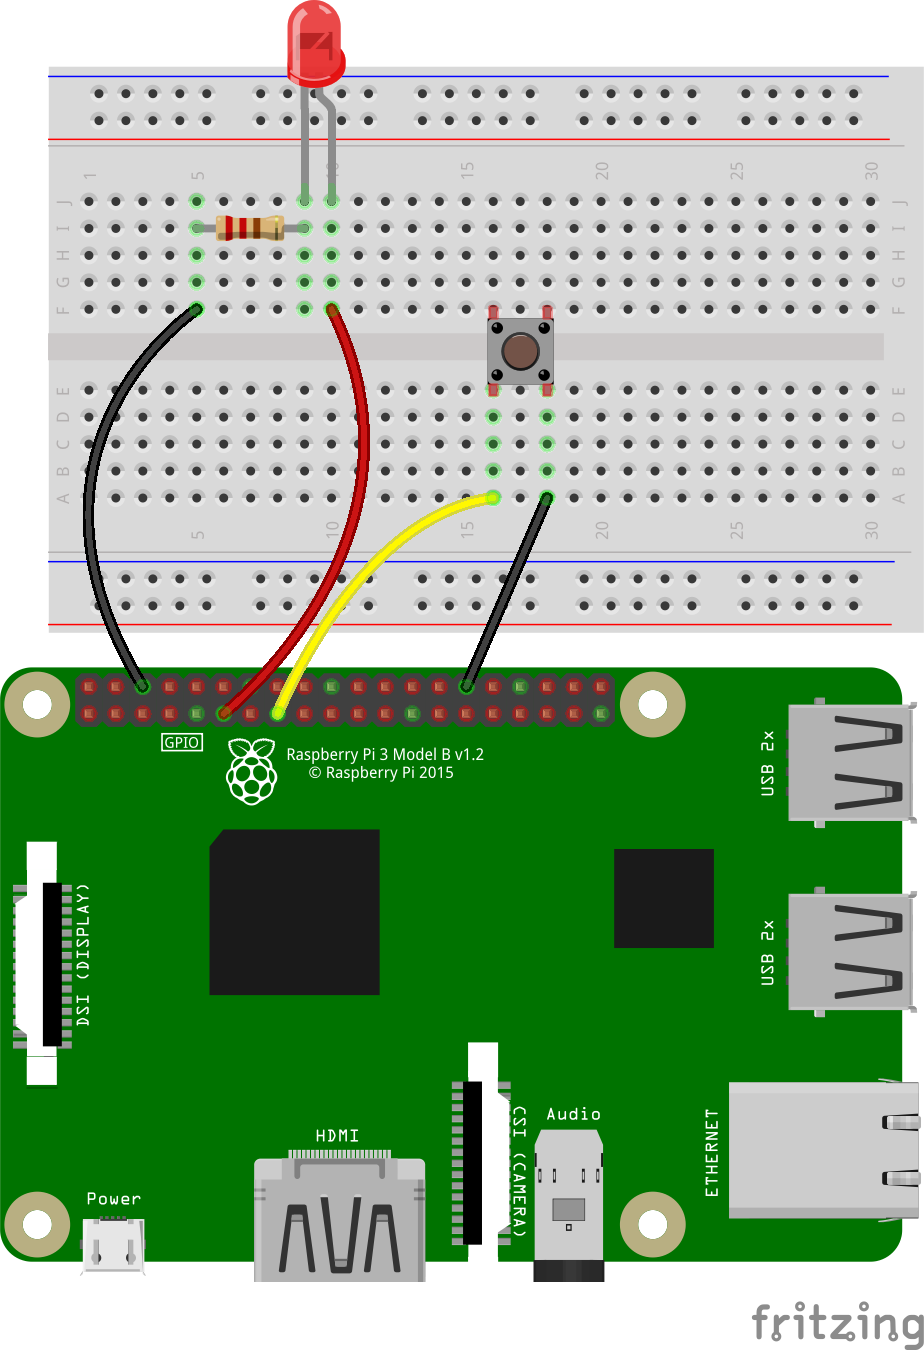 1 5 10 15 20 25 30
J J
I I
H H
G G
F F
E E
D D
C C
B B
A A
5 10 15 20 25 30
GPIO
Raspberry Pi 3 Model B v1.2
© Raspberry Pi 2015
USB 2x
DSI (DISPLAY)
USB 2x
CSI (CAMERA)
Audio
ETHERNET
HDMI
Power
fritzing